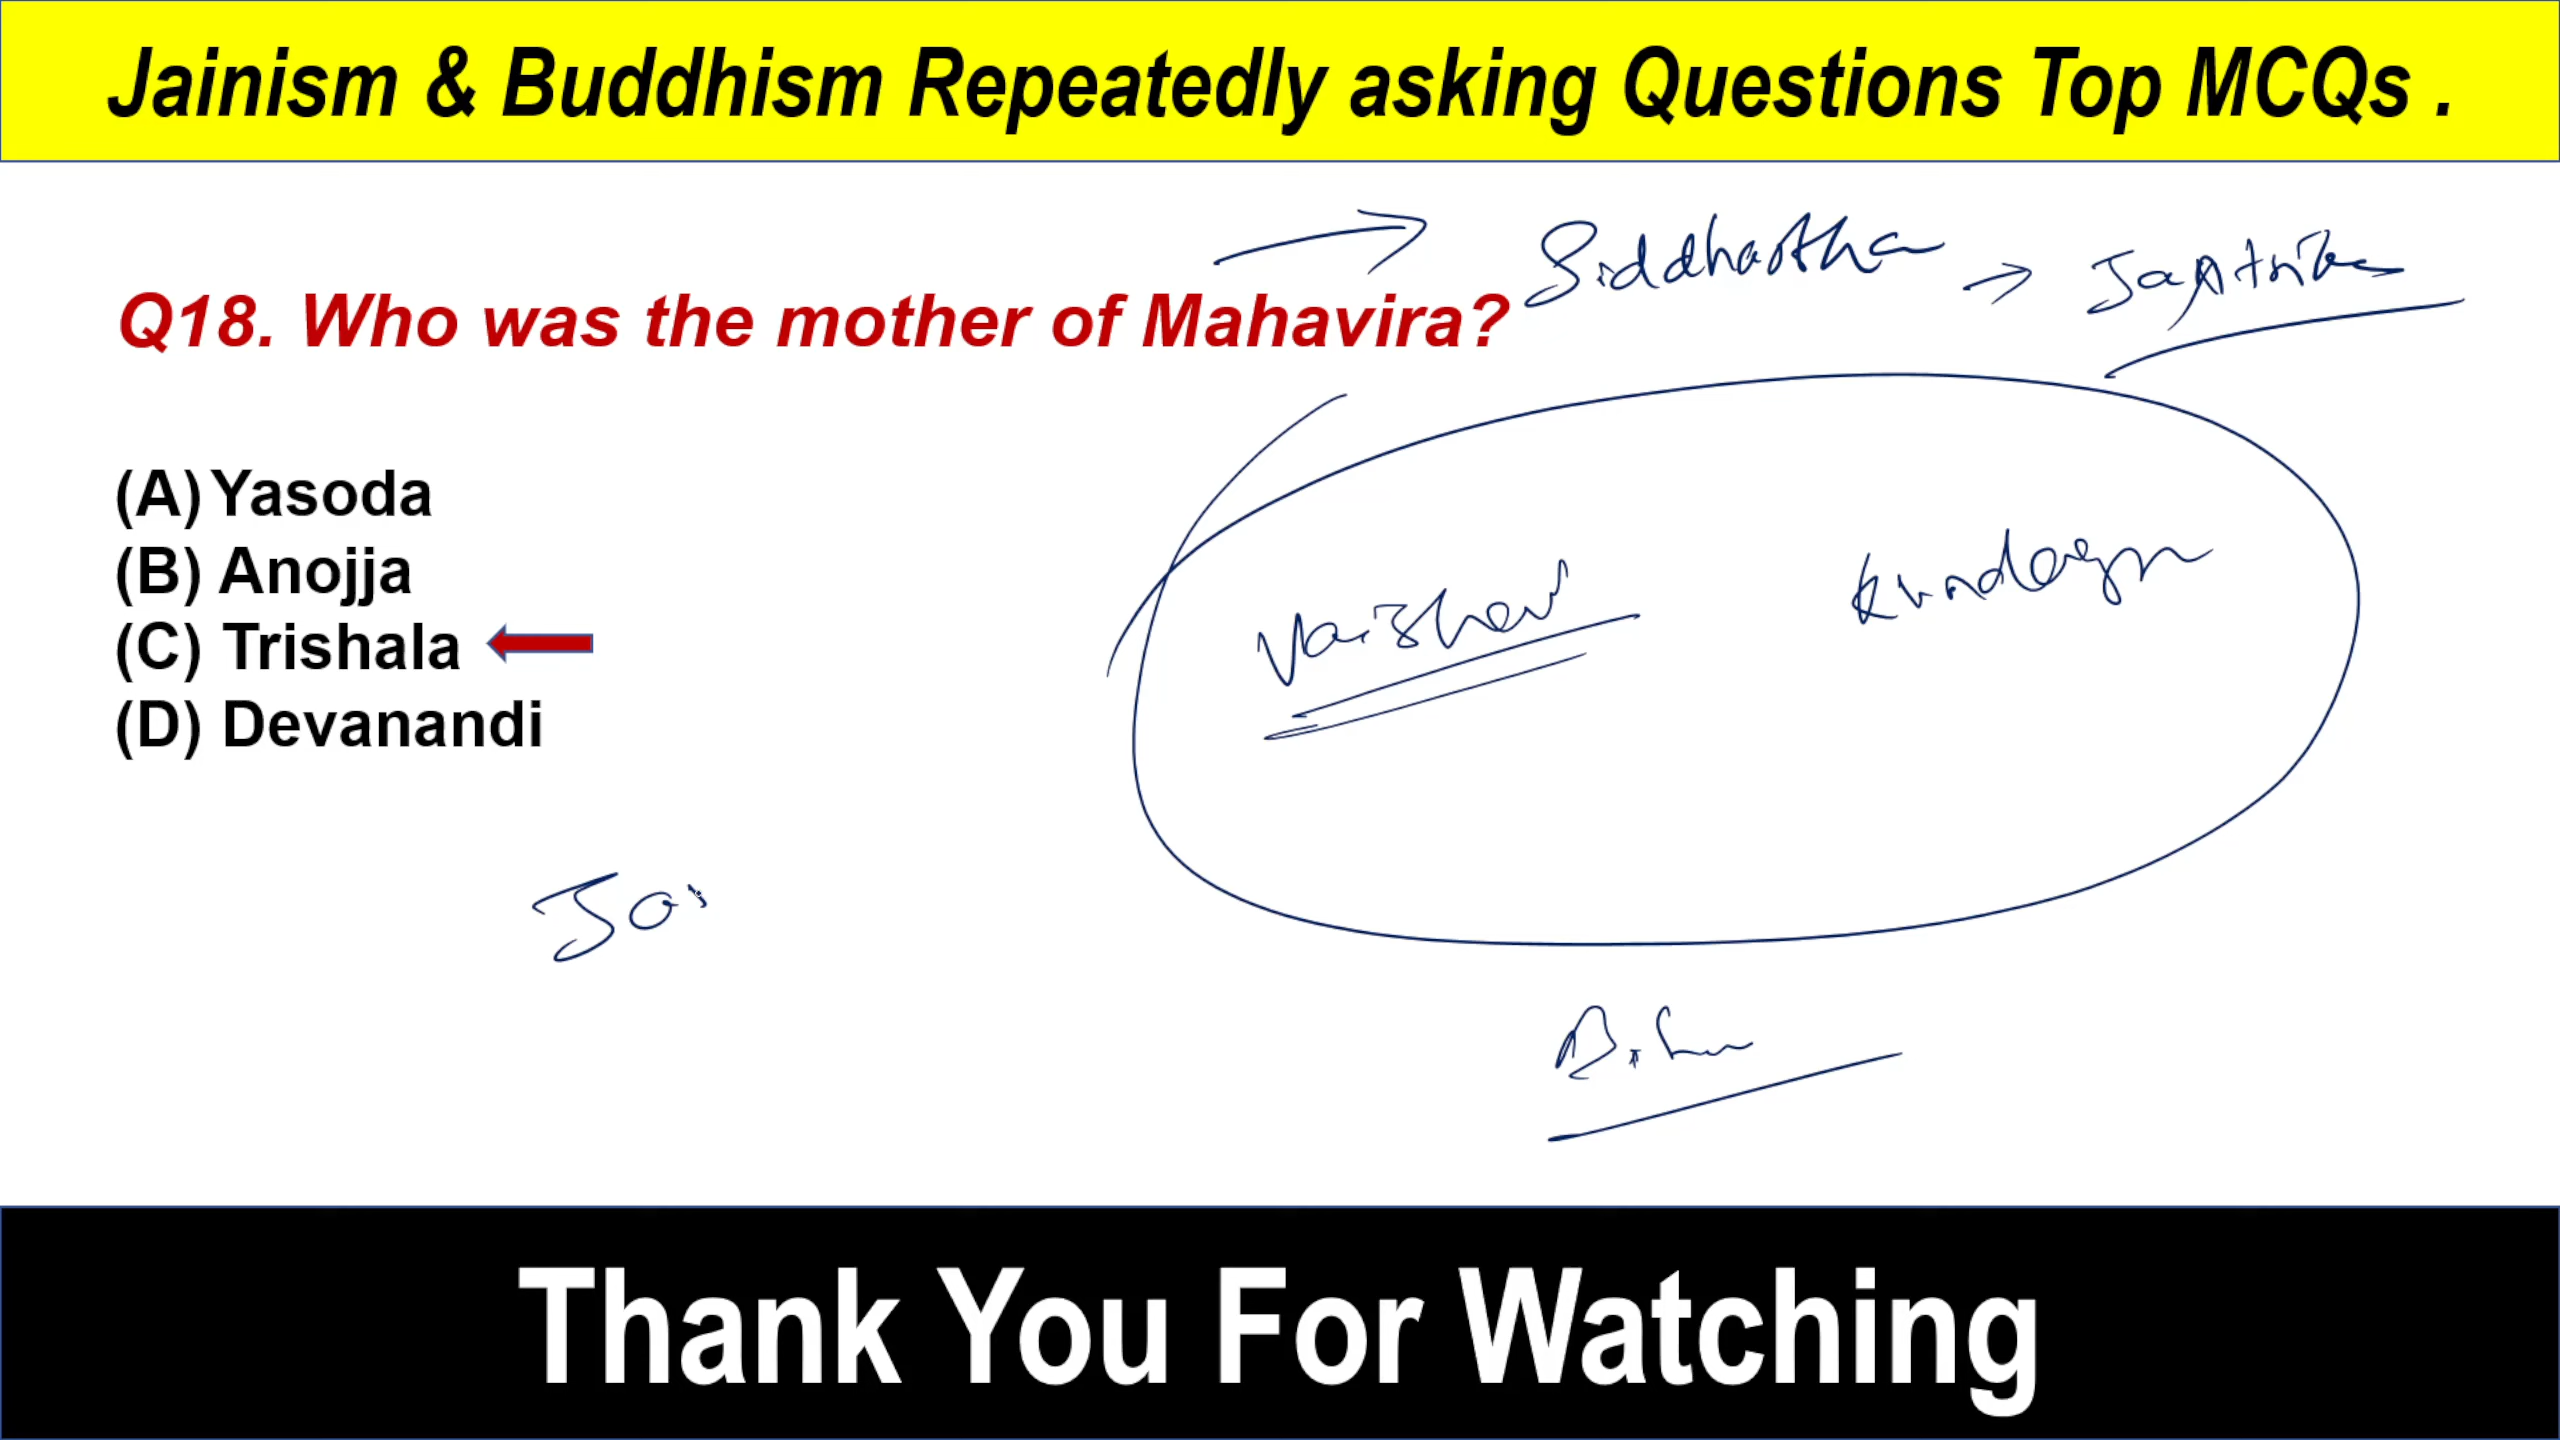 Jainism & Buddhism Repeatedly asking Questions Top MCQs .
Siddhartha
Q18. Who was the mother of Mahavira?
(A) Yasoda
(B) Anojja
(C) Trishala
(D) Devanandi
Thank You For Watching